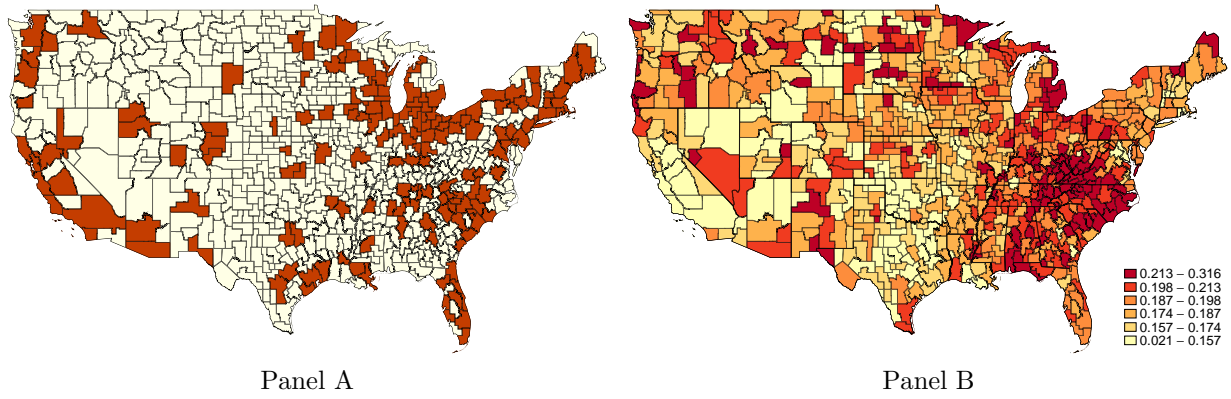 0.213 – 0.316
0.198 – 0.213
0.187 – 0.198
0.174 – 0.187
0.157 – 0.174
0.021 – 0.157
Panel A
Panel B